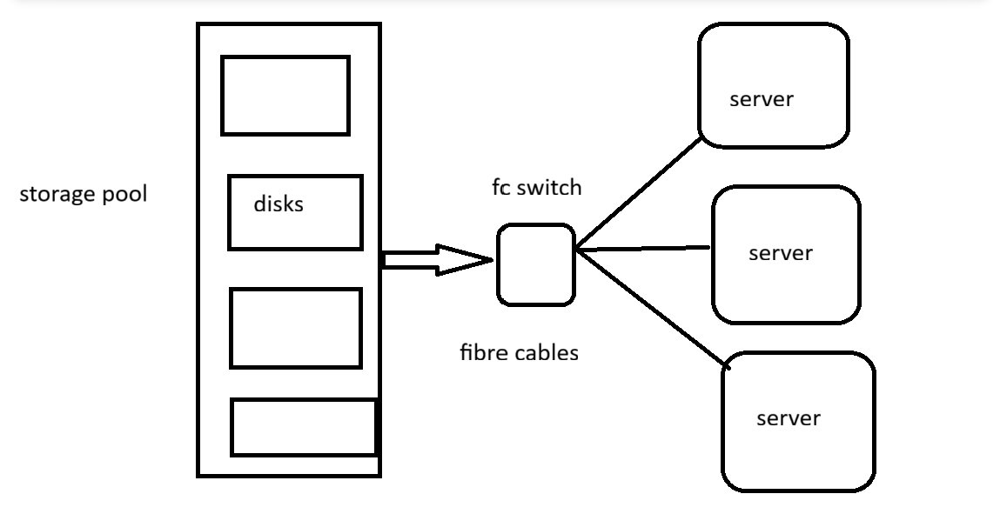 storage pool
disks
fc switch
fibre cables
server
server
server